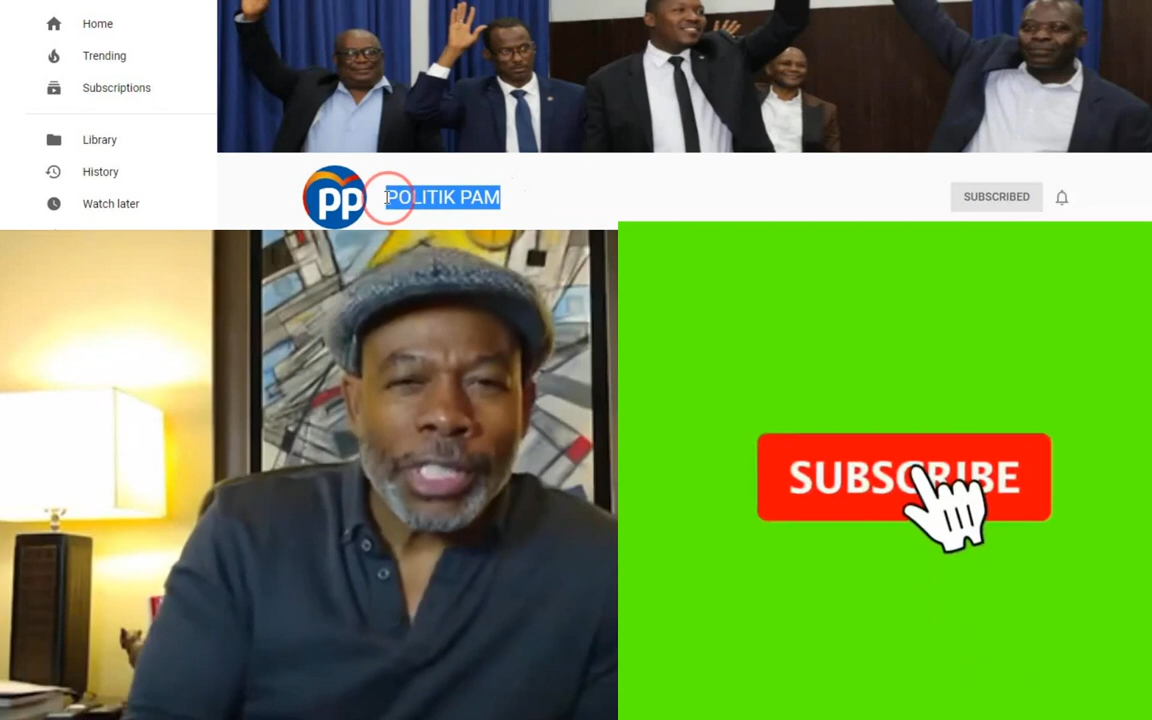 Home
Trending
Subscriptions
Library
History
Watch later
pp
POLITIK PAM
SUBSCRIBED
SUBSCRIBE